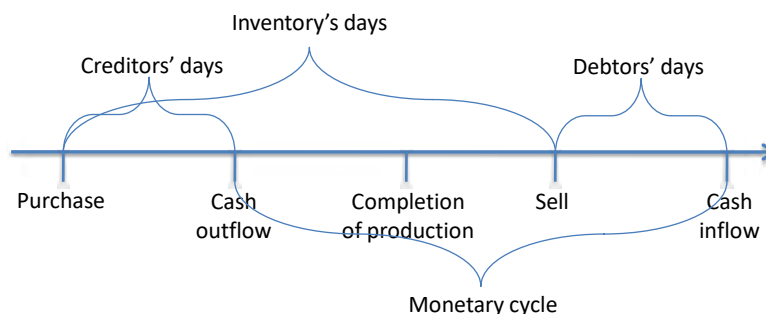 Inventory's days
Creditors' days
Debtors' days
Purchase
Cash
outflow
Completion
of production
Sell
Cash
inflow
Monetary cycle